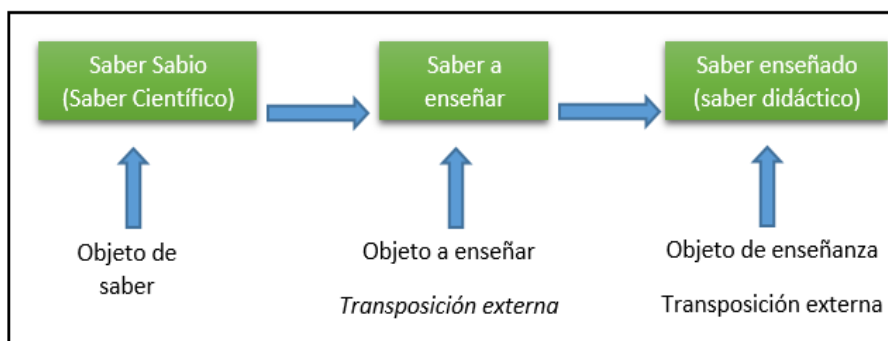 Saber Sabio
(Saber Científico)
Saber a
enseñar
Saber enseñado
(saber didáctico)
Objeto de
saber
Objeto a enseñar
Transposición externa
Objeto de enseñanza
Transposición externa